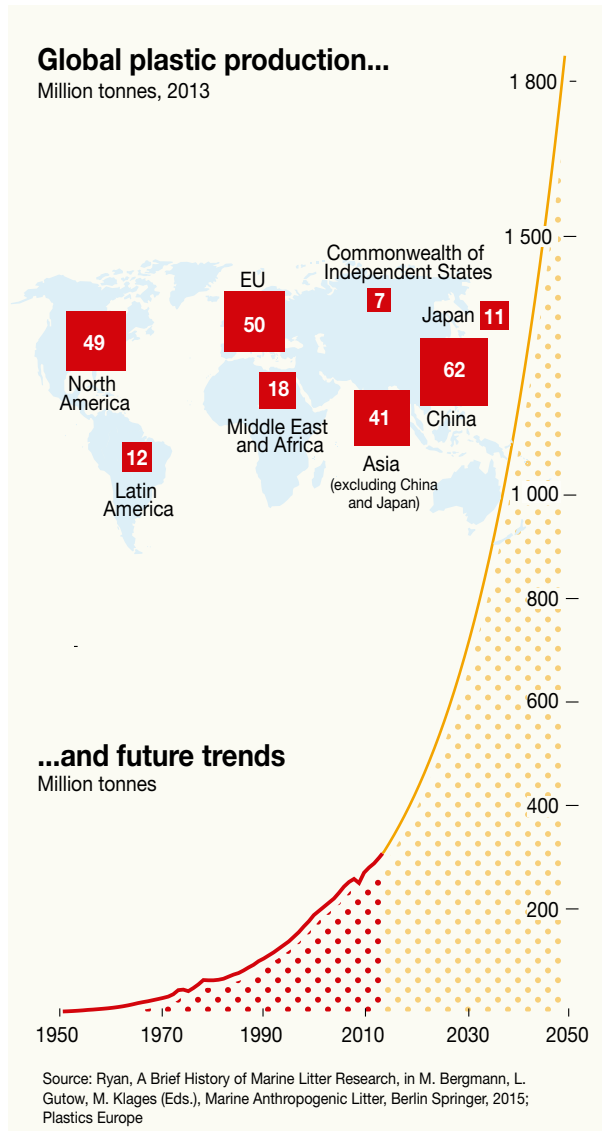 Global plastic production...
Million tonnes, 2013
1 800
1 500
Commonwealth of
Independent States
7
EU
50
Japan
11
49
North
America
18
Middle East
and Africa
62
China
41
Asia
(excluding China
and Japan)
12
Latin
America
1 000
800
600
...and future trends
Million tonnes
400
200
1950
1970
1990
2010
2030
2050
Source: Ryan, A Brief History of Marine Litter Research, in M. Bergmann, L.
Gutow, M. Klages (Eds.), Marine Anthropogenic Litter, Berlin Springer, 2015;
Plastics Europe